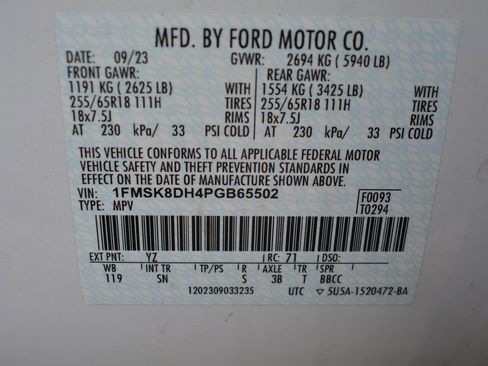 MFD. BY FORD MOTOR CO.
DATE: 09/23 GVWR: 2694 KG ( 5940 LB)
FRONT GAWR: REAR GAWR:
1191 KG ( 2625 LB) WITH 1554 KG ( 3425 LB) WITH
255/65R18 111H TIRES 255/65R18 111H TIRES
18x7.5J RIMS 18x7.5J RIMS
AT 230 kPa/ 33 PSI COLD AT 230 kPa/ 33 PSI COLD
THIS VEHICLE CONFORMS TO ALL APPLICABLE FEDERAL MOTOR
VEHICLE SAFETY AND THEFT PREVENTION STANDARDS IN
EFFECT ON THE DATE OF MANUFACTURE SHOWN ABOVE.
VIN: 1FMSK8DH4PGB65502 F0093
TYPE: MPV T0294
EXT PNT: YZ RC: 71 DSO:
WB INT TR TP/PS R AXLE TR SPR
119 SN S 3B T BBCC
1202309033235 UTC ▽ 5U5A-1520472-BA